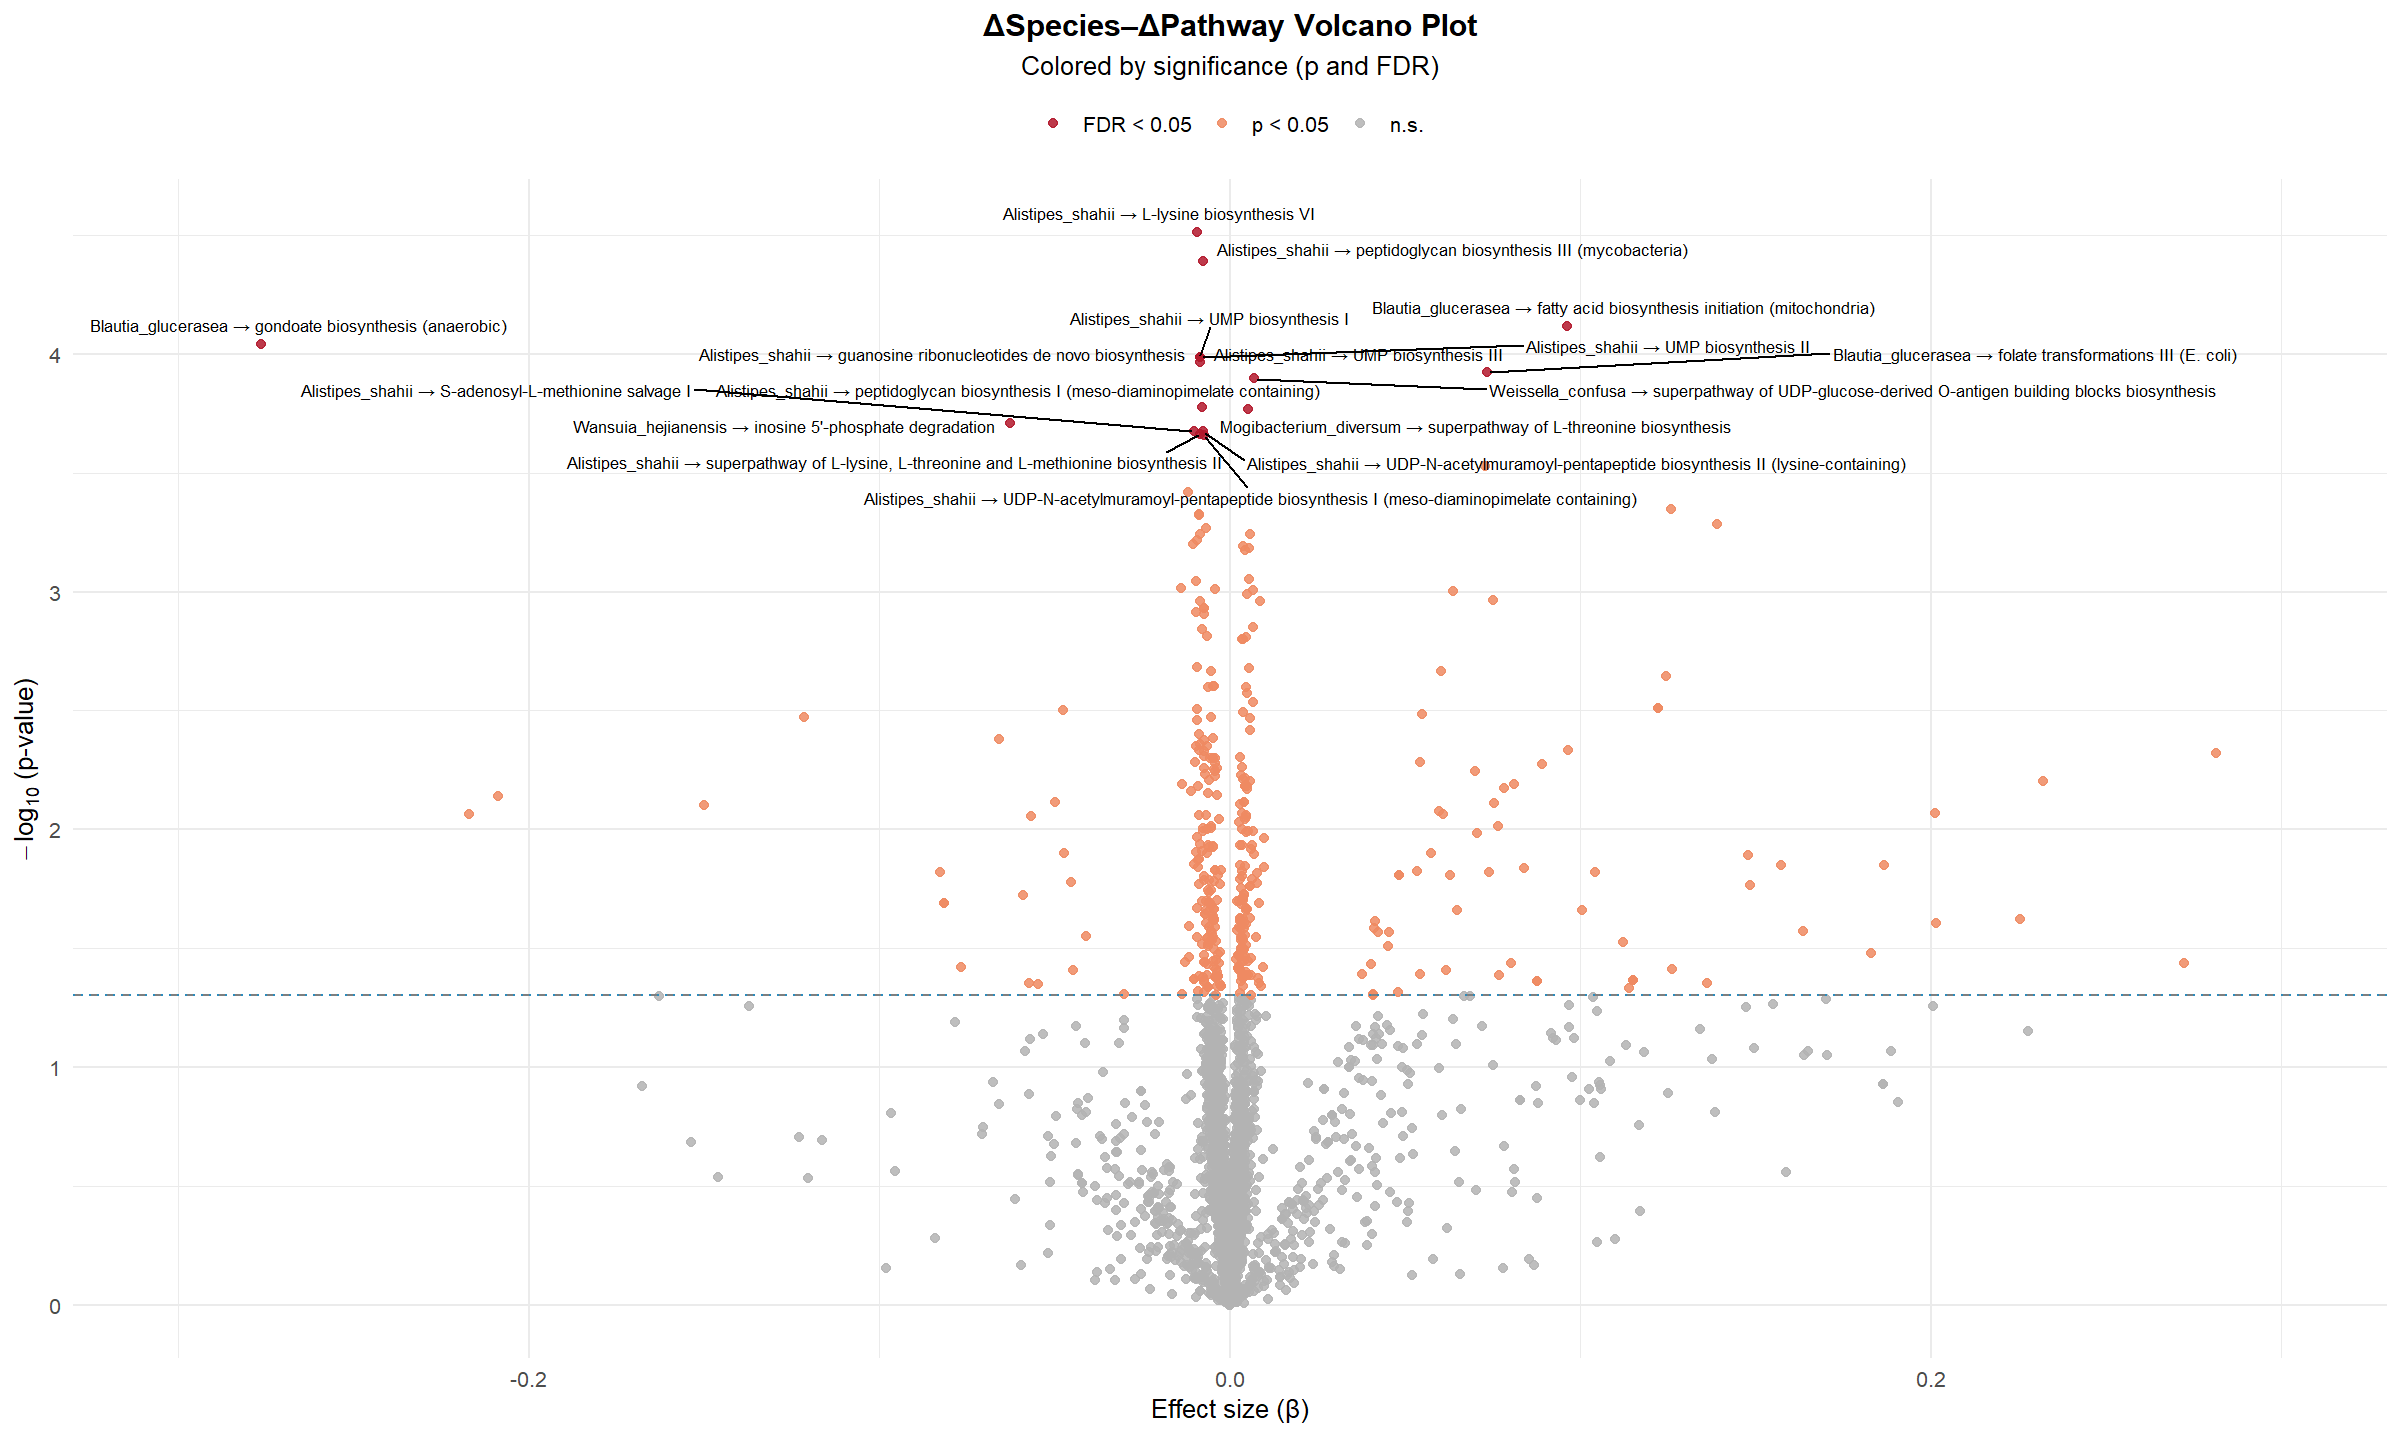 ΔSpecies–ΔPathway Volcano Plot
Colored by significance (p and FDR)
FDR < 0.05
p < 0.05
n.s.
Alistipes_shahii → L-lysine biosynthesis VI
Alistipes_shahii → peptidoglycan biosynthesis III (mycobacteria)
Blautia_glucerasea → fatty acid biosynthesis initiation (mitochondria)
Alistipes_shahii → UMP biosynthesis I
Blautia_glucerasea → gondoate biosynthesis (anaerobic)
Alistipes_shahii → guanosine ribonucleotides de novo biosynthesis
Alistipes_shahii → UMP biosynthesis III
Alistipes_shahii → UMP biosynthesis II
Blautia_glucerasea → folate transformations III (E. coli)
Alistipes_shahii → S-adenosyl-L-methionine salvage I
Alistipes_shahii → peptidoglycan biosynthesis I (meso-diaminopimelate containing)
Weissella_confusa → superpathway of UDP-glucose-derived O-antigen building blocks biosynthesis
Wansuia_hejianensis → inosine 5'-phosphate degradation
Mogibacterium_diversum → superpathway of L-threonine biosynthesis
Alistipes_shahii → superpathway of L-lysine, L-threonine and L-methionine biosynthesis II
Alistipes_shahii → UDP-N-acetylmuramoyl-pentapeptide biosynthesis II (lysine-containing)
Alistipes_shahii → UDP-N-acetylmuramoyl-pentapeptide biosynthesis I (meso-diaminopimelate containing)
4
3
2
1
0
−log10 (p-value)
-0.2
0.0
0.2
Effect size (β)